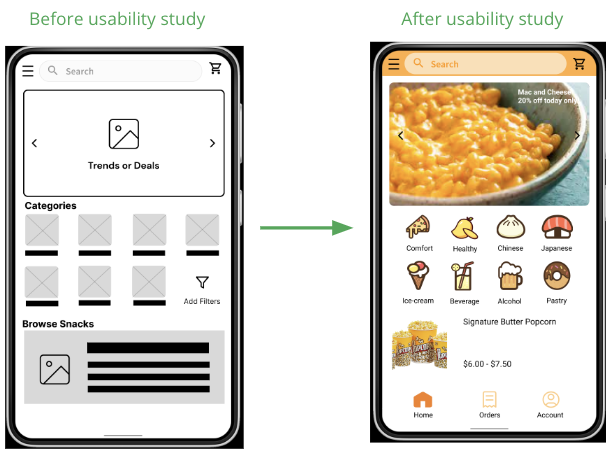 Before usability study
After usability study
Search
Trends or Deals
Categories
Add Filters
Browse Snacks
Search
Mac and Cheese
20% off today only
Comfort
Healthy
Chinese
Japanese
Ice-cream
Beverage
Alcohol
Pastry
Signature Butter Popcorn
$6.00 - $7.50
Home
Orders
Account